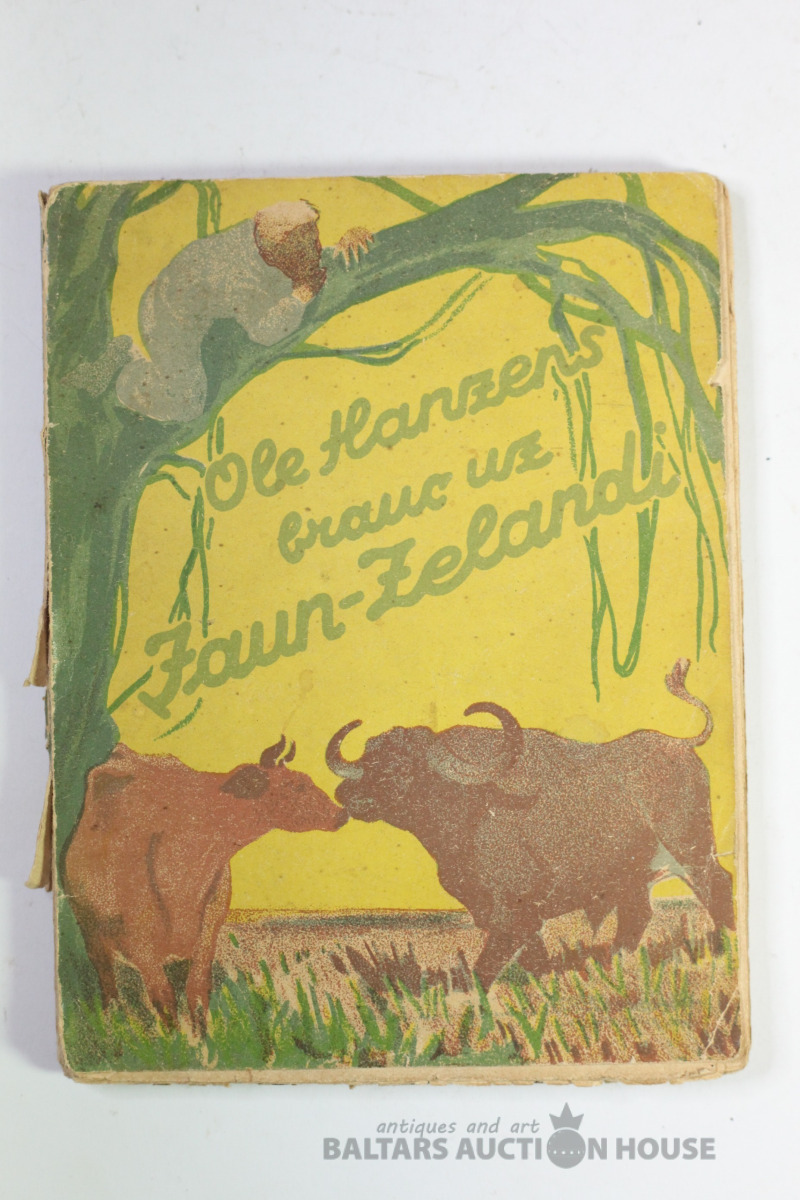 Ole Hanzens
brauc uz
Jaun-Zelandi
antiques and art
BALTARS AUCTION HOUSE